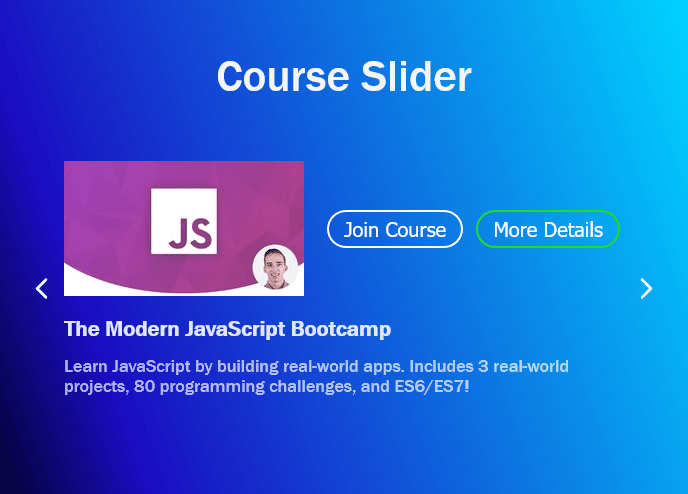 Course Slider
JS
Join Course
More Details
The Modern JavaScript Bootcamp
Learn JavaScript by building real-world apps. Includes 3 real-world
projects, 80 programming challenges, and ES6/ES7!